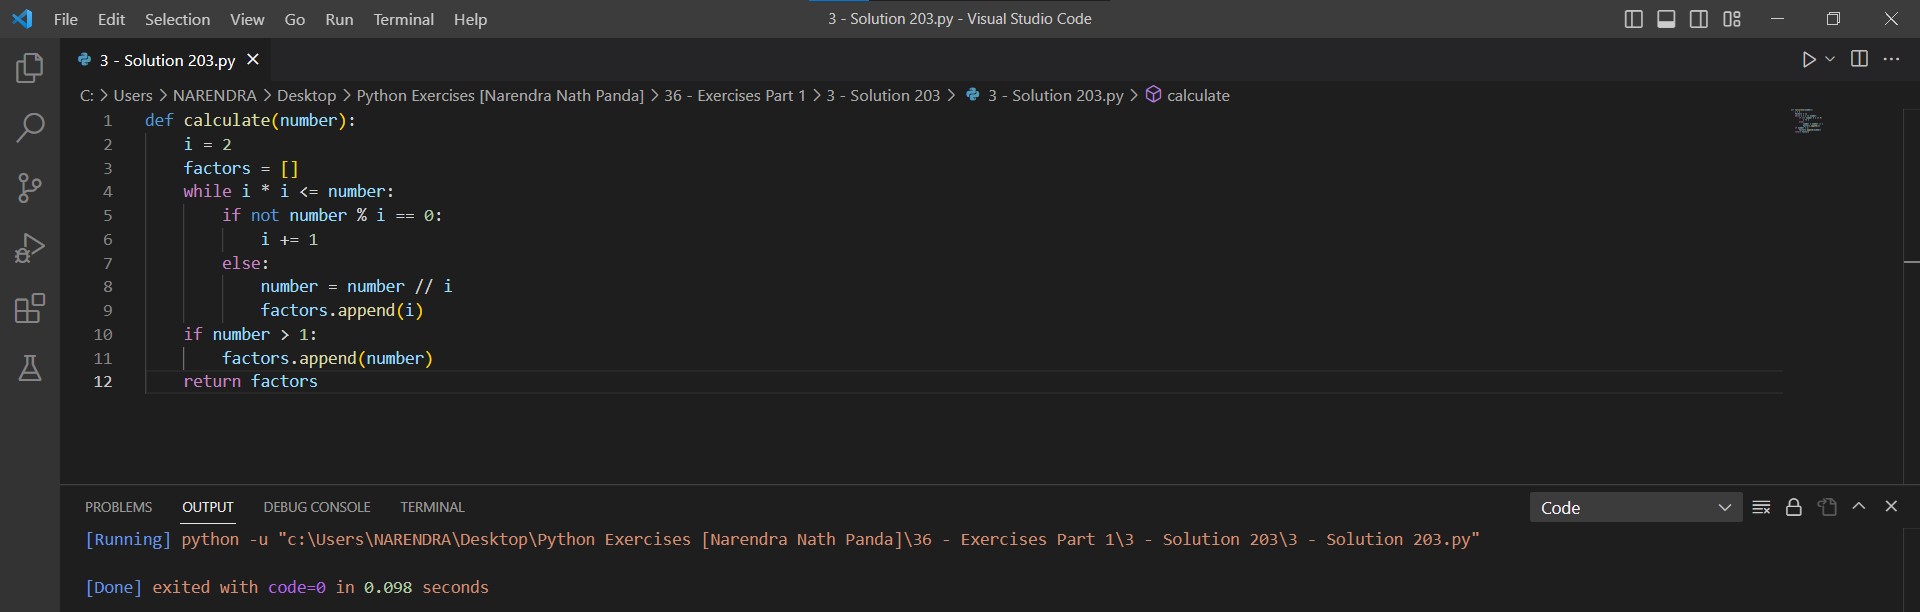 File Edit Selection View Go Run Terminal Help 3 - Solution 203.py - Visual Studio Code
3 - Solution 203.py
C: > Users > NARENDRA > Desktop > Python Exercises [Narendra Nath Panda] > 36 - Exercises Part 1 > 3 - Solution 203 > 3 - Solution 203.py > calculate
1 def calculate(number):
2     i = 2
3     factors = []
4     while i * i <= number:
5         if not number % i == 0:
6             i += 1
7         else:
8             number = number // i
9             factors.append(i)
10     if number > 1:
11         factors.append(number)
12     return factors
PROBLEMS OUTPUT DEBUG CONSOLE TERMINAL Code
[Running] python -u "c:\Users\NARENDRA\Desktop\Python Exercises [Narendra Nath Panda]\36 - Exercises Part 1\3 - Solution 203\3 - Solution 203.py"
[Done] exited with code=0 in 0.098 seconds